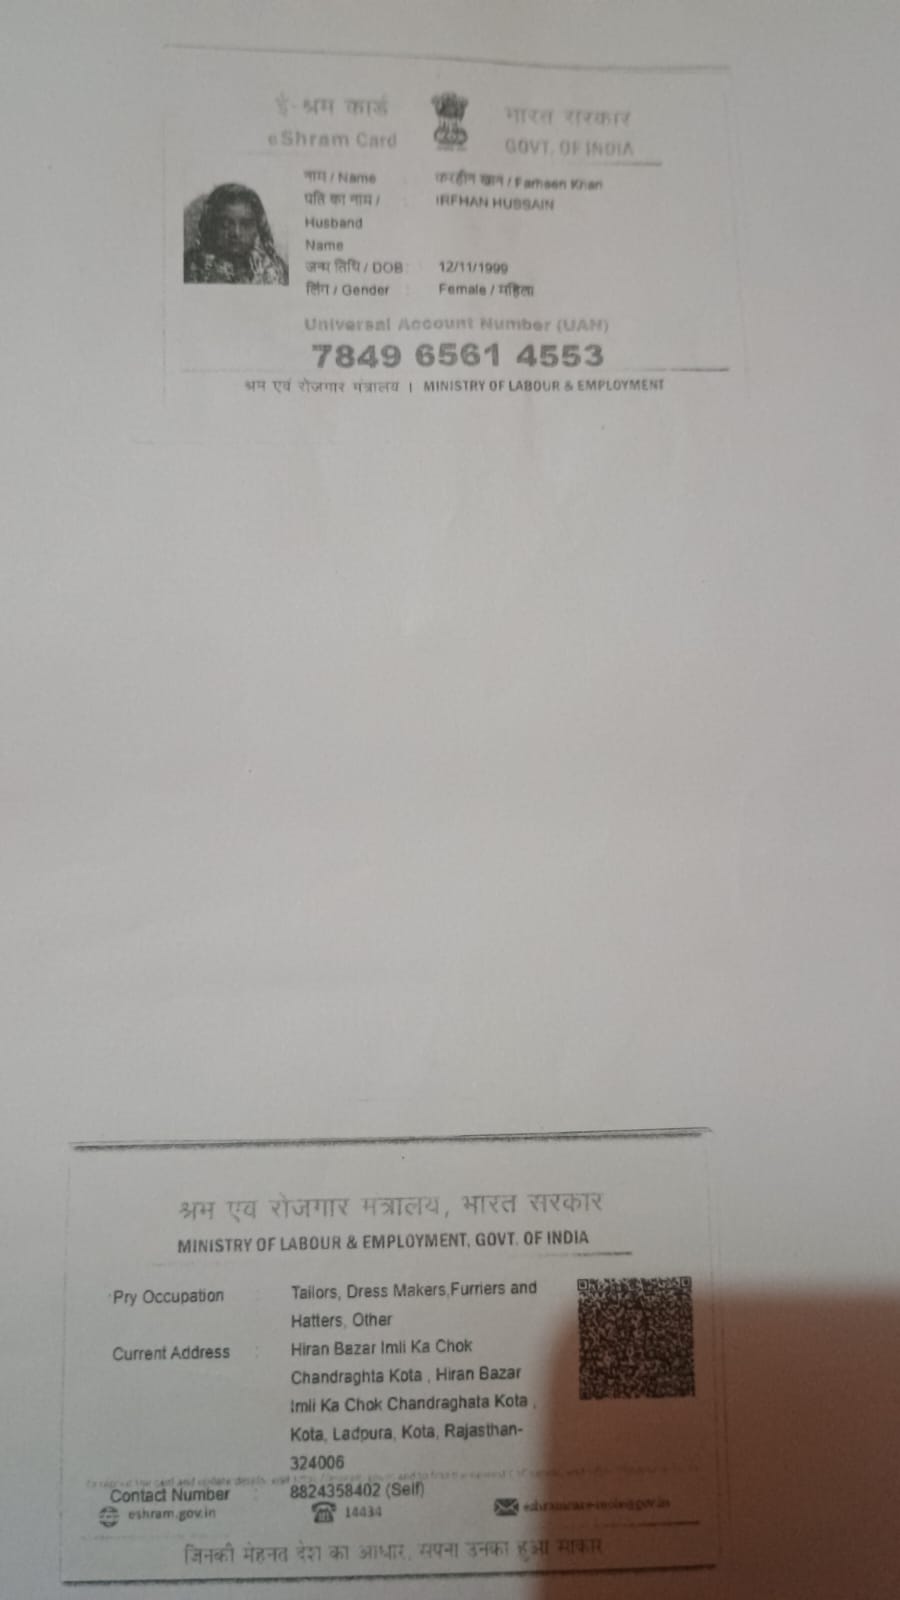 ई-श्रम कार्ड
eShram Card
भारत सरकार
GOVT. OF INDIA
नाम / Name : फरहीन खान / Farheen Khan
पति का नाम / : IRFHAN HUSSAIN
Husband
Name
जन्म तिथि / DOB : 12/11/1999
लिंग / Gender : Female / महिला
Universal Account Number (UAN)
7849 6561 4553
श्रम एवं रोजगार मंत्रालय | MINISTRY OF LABOUR & EMPLOYMENT
श्रम एवं रोजगार मंत्रालय, भारत सरकार
MINISTRY OF LABOUR & EMPLOYMENT, GOVT. OF INDIA
Pry Occupation : Tailors, Dress Makers,Furriers and
Hatters, Other
Current Address : Hiran Bazar Imli Ka Chok
Chandraghta Kota , Hiran Bazar
Imli Ka Chok Chandraghata Kota ,
Kota, Ladpura, Kota, Rajasthan-
324006
Contact Number : 8824358402 (Self)
eshram.gov.in 14434
जिनकी मेहनत देश का आधार, सपना उनका हुआ साकार